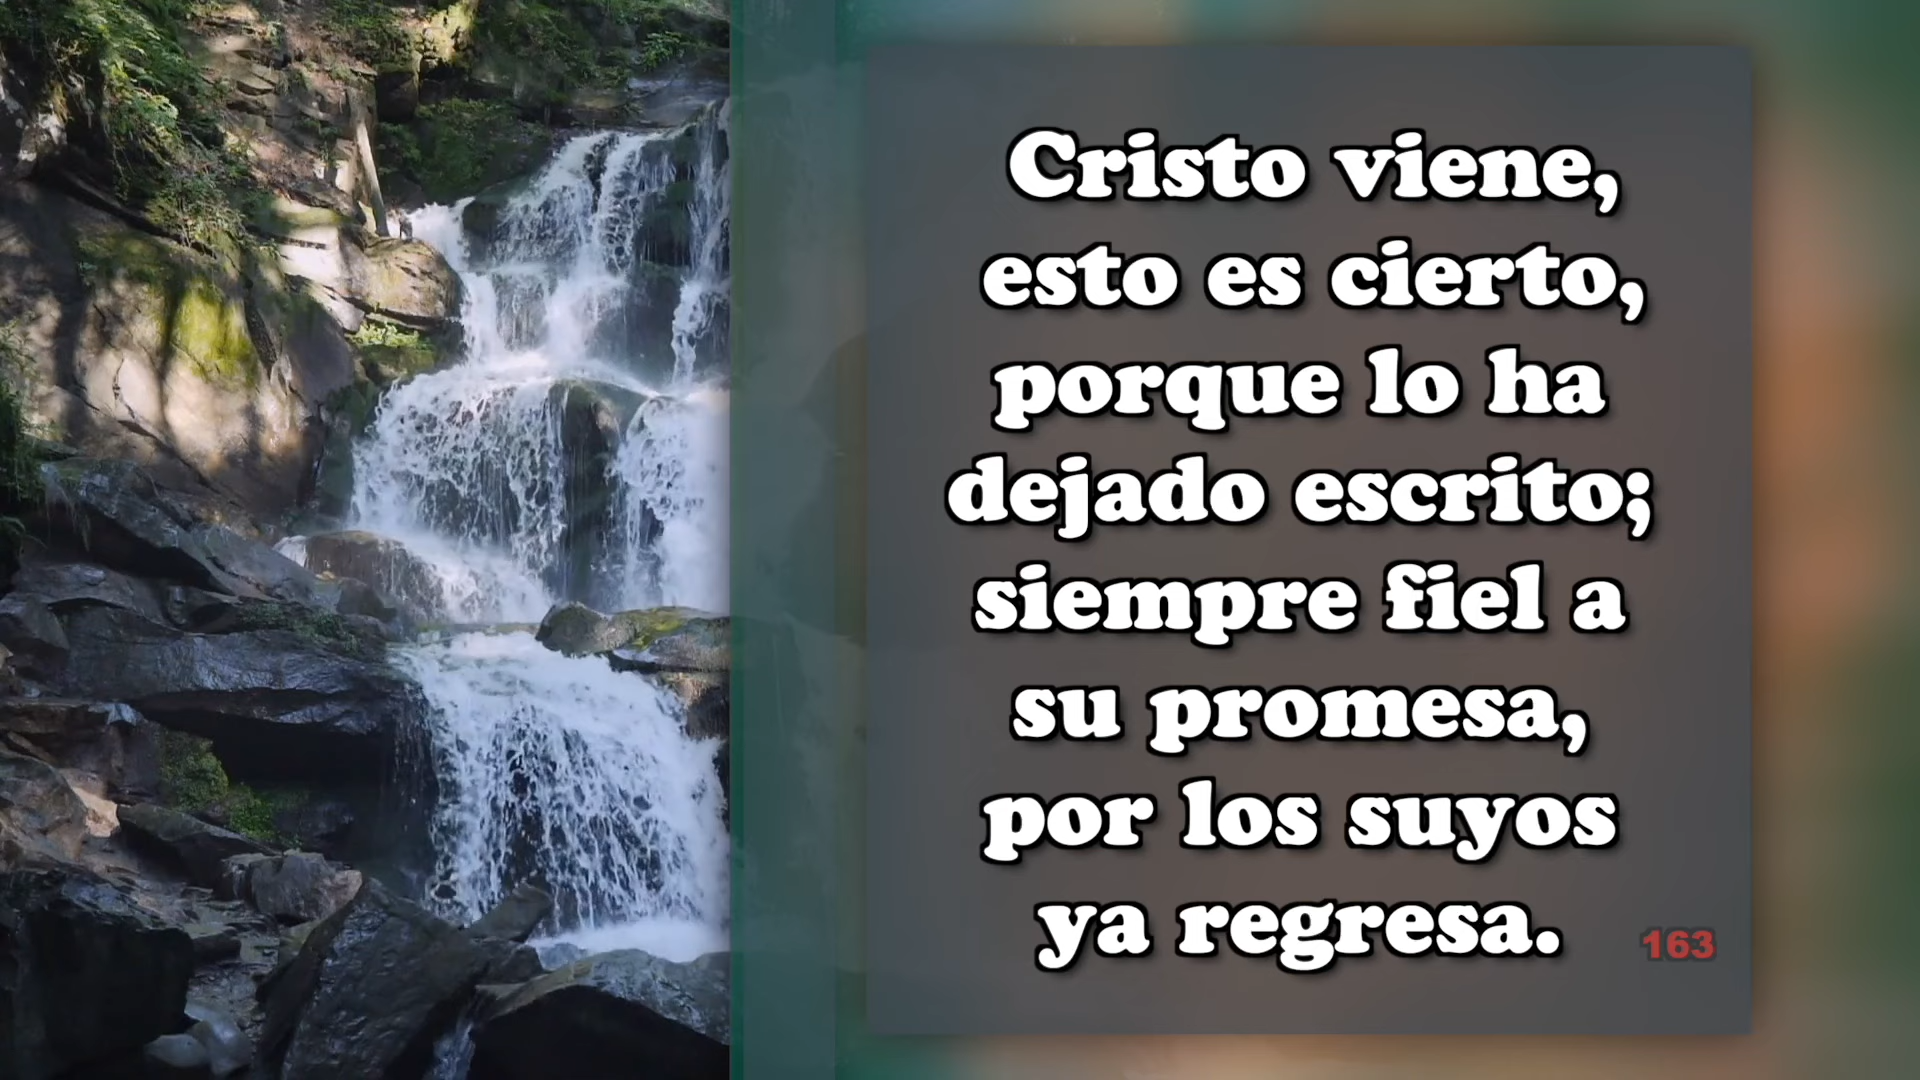 Cristo viene,
esto es cierto,
porque lo ha
dejado escrito;
siempre fiel a
su promesa,
por los suyos
ya regresa.
163